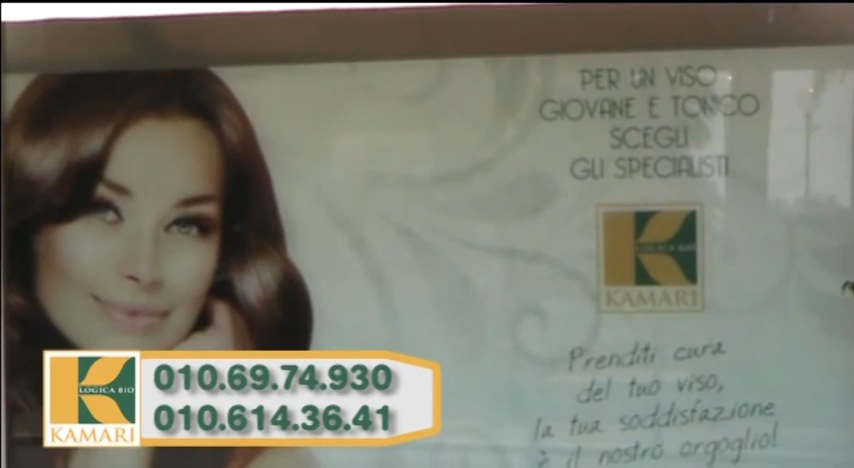 PER UN VISO
GIOVANE E TONICO
SCEGLI
GLI SPECIALISTI
LOGICA BIO
KAMARI
Prenditi cura
del tuo viso,
la tua soddisfazione
è il nostro orgoglio!
LOGICA BIO
KAMARI
010.69.74.930
010.614.36.41